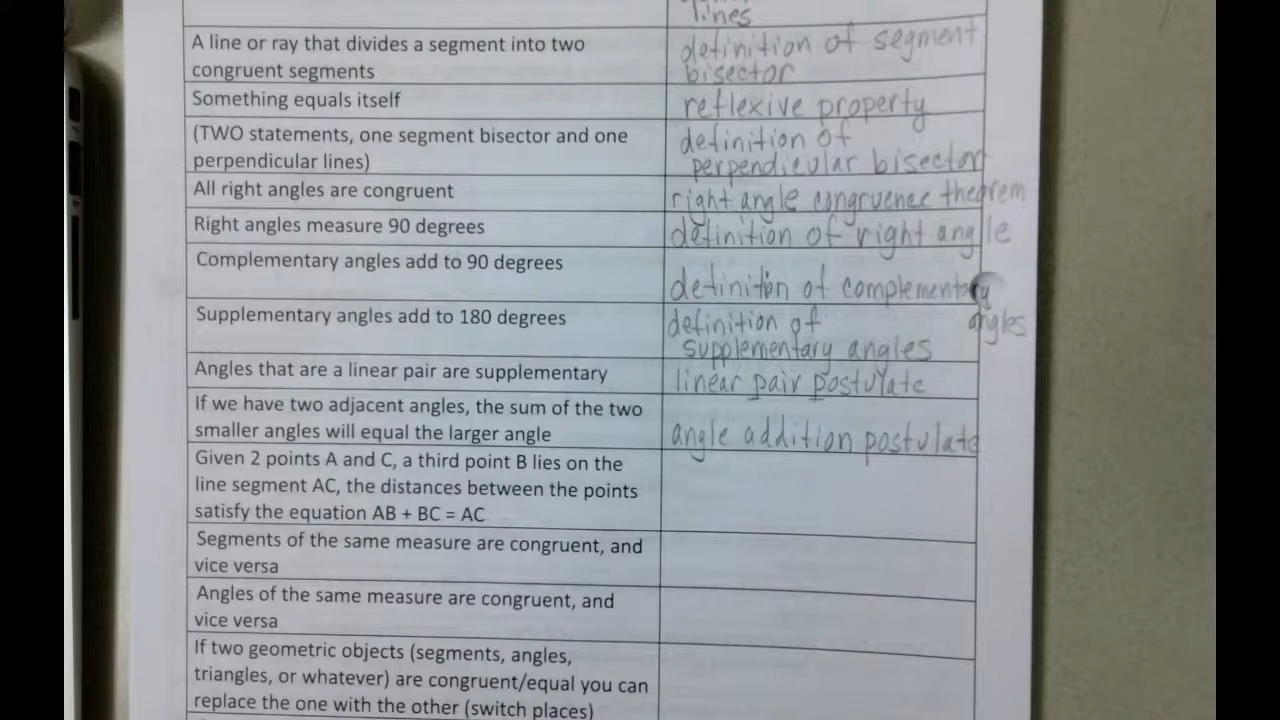 lines
A line or ray that divides a segment into two
congruent segments
definition of segment
bisector
Something equals itself
reflexive property
(TWO statements, one segment bisector and one
perpendicular lines)
definition of
perpendicular bisector
All right angles are congruent
right angle congruence theorem
Right angles measure 90 degrees
definition of right angle
Complementary angles add to 90 degrees
definition of complementary
angles
Supplementary angles add to 180 degrees
definition of
supplementary angles
Angles that are a linear pair are supplementary
linear pair postulate
If we have two adjacent angles, the sum of the two
smaller angles will equal the larger angle
angle addition postulate
Given 2 points A and C, a third point B lies on the
line segment AC, the distances between the points
satisfy the equation AB + BC = AC
Segments of the same measure are congruent, and
vice versa
Angles of the same measure are congruent, and
vice versa
If two geometric objects (segments, angles,
triangles, or whatever) are congruent/equal you can
replace the one with the other (switch places)